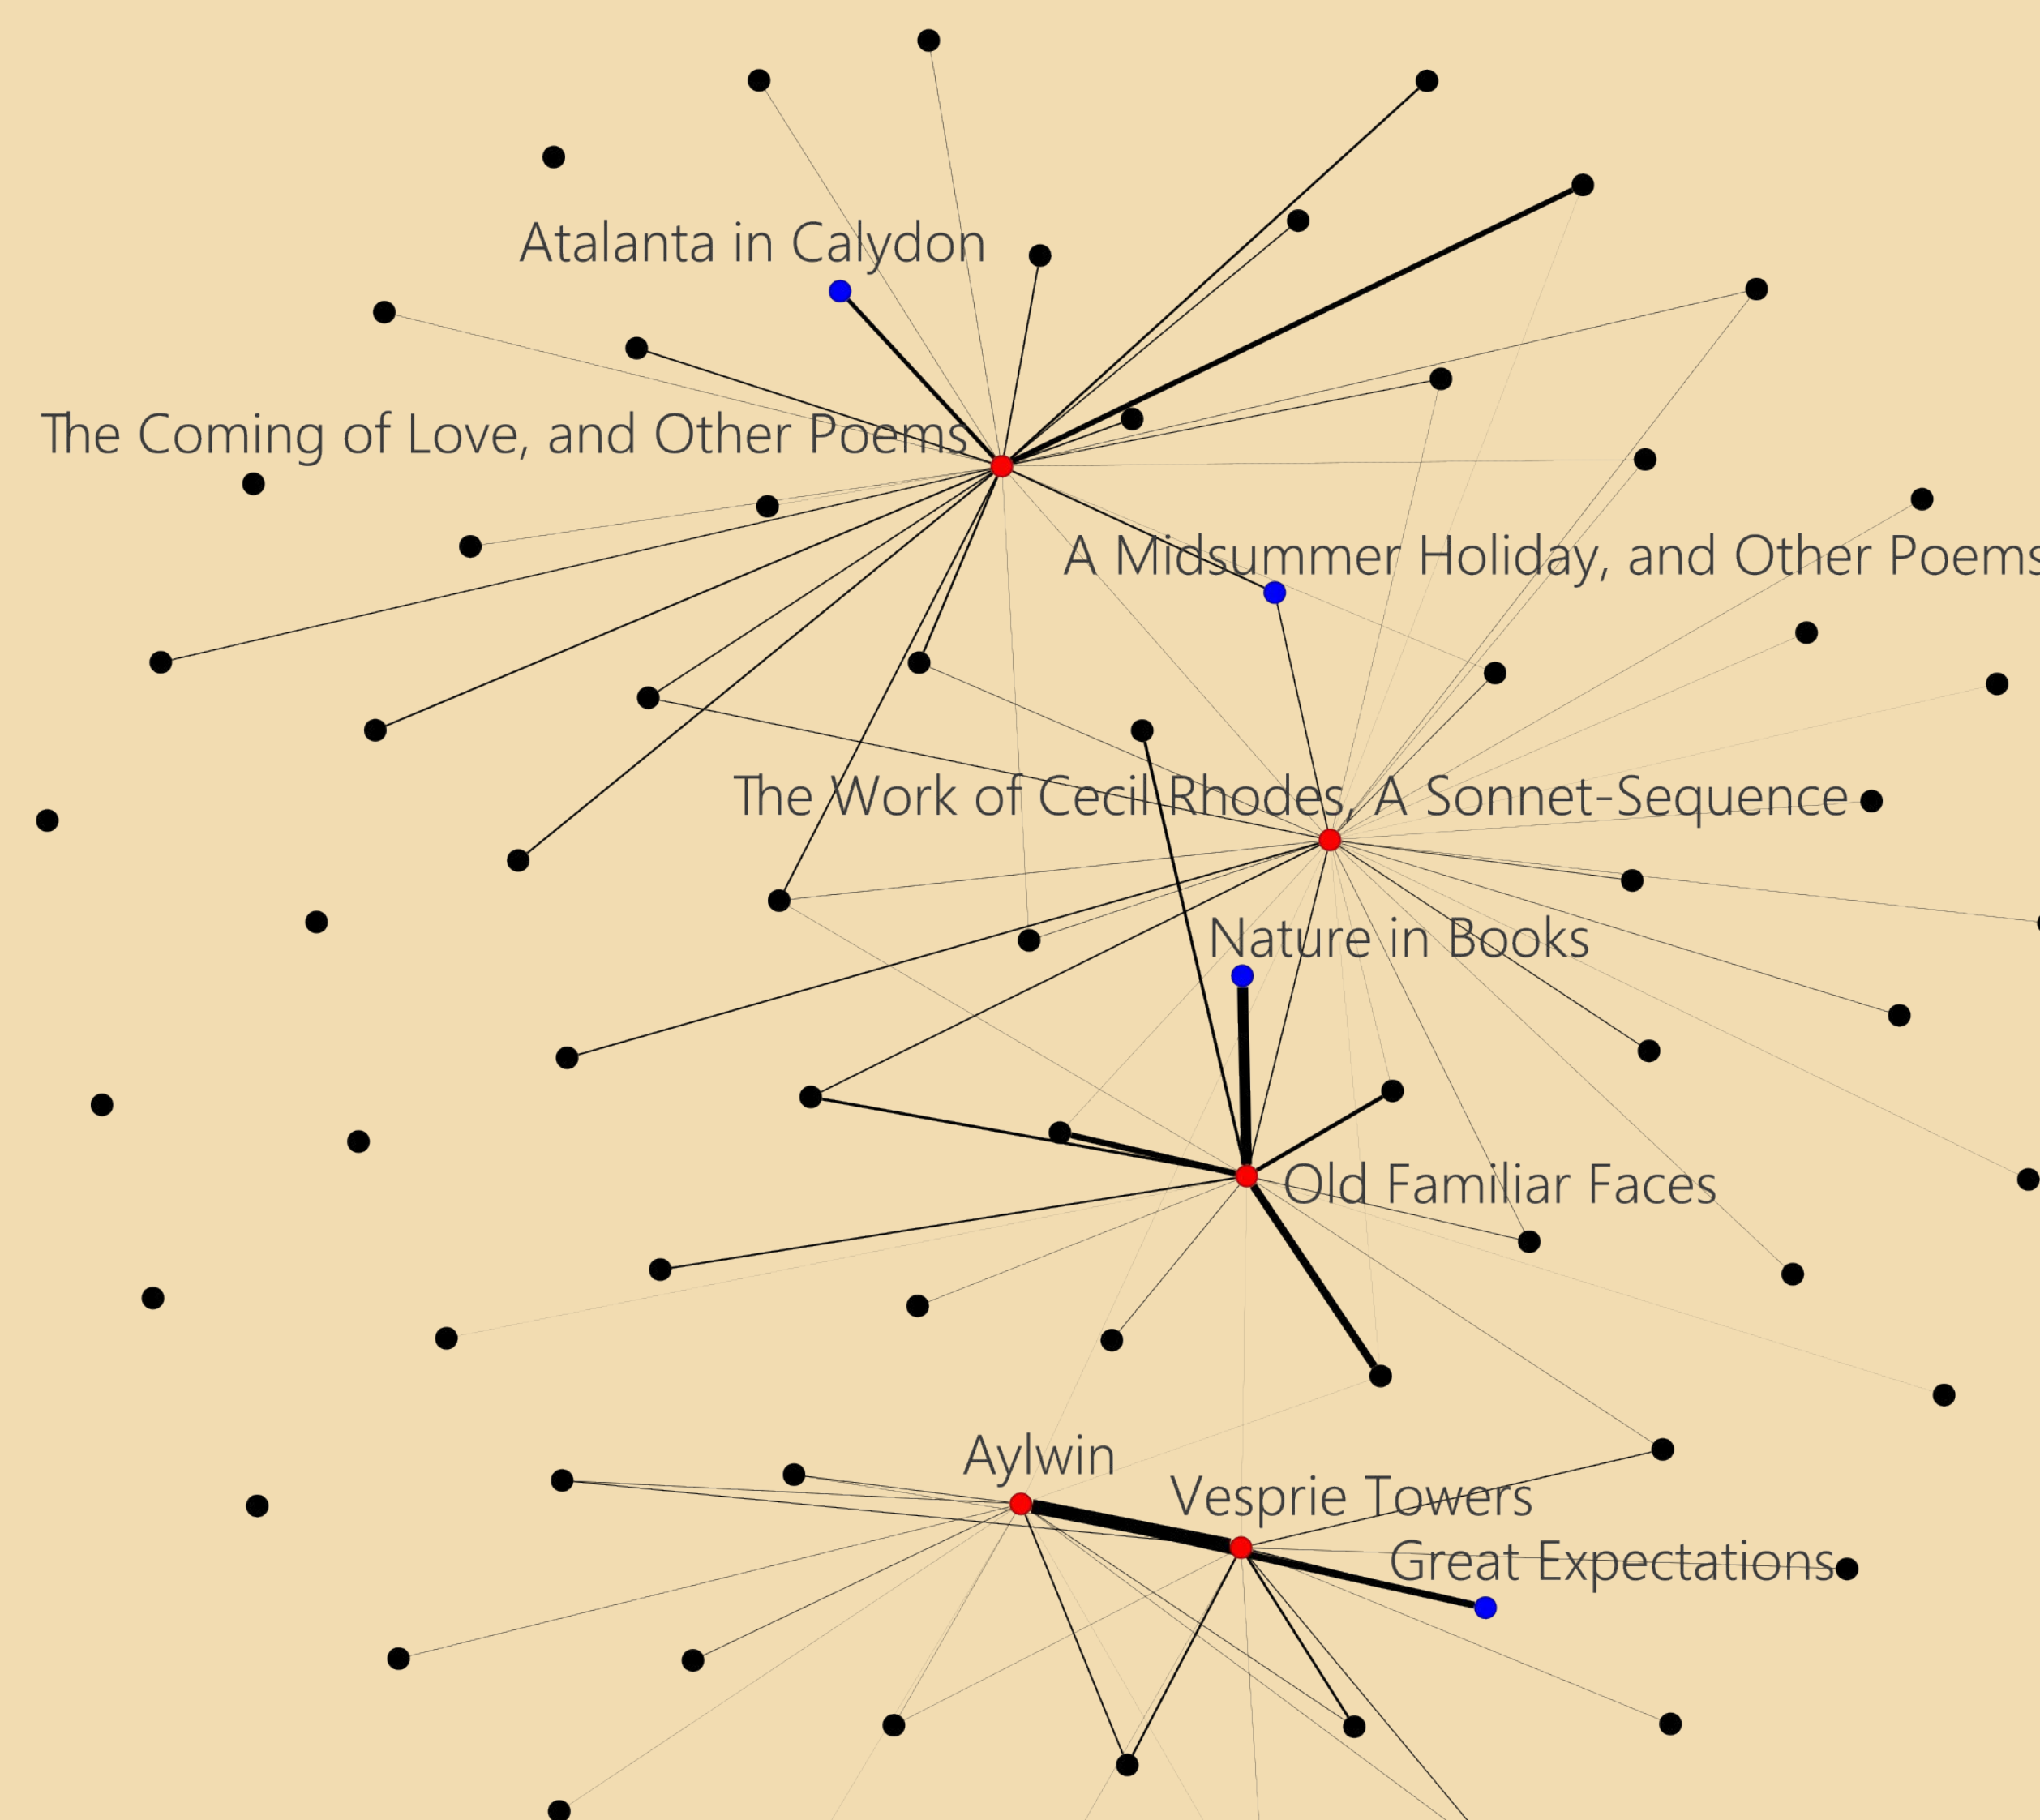 Atalanta in Calydon
The Coming of Love, and Other Poems
A Midsummer Holiday, and Other Poems
The Work of Cecil Rhodes, A Sonnet-Sequence
Nature in Books
Old Familiar Faces
Aylwin
Vesprie Towers
Great Expectations